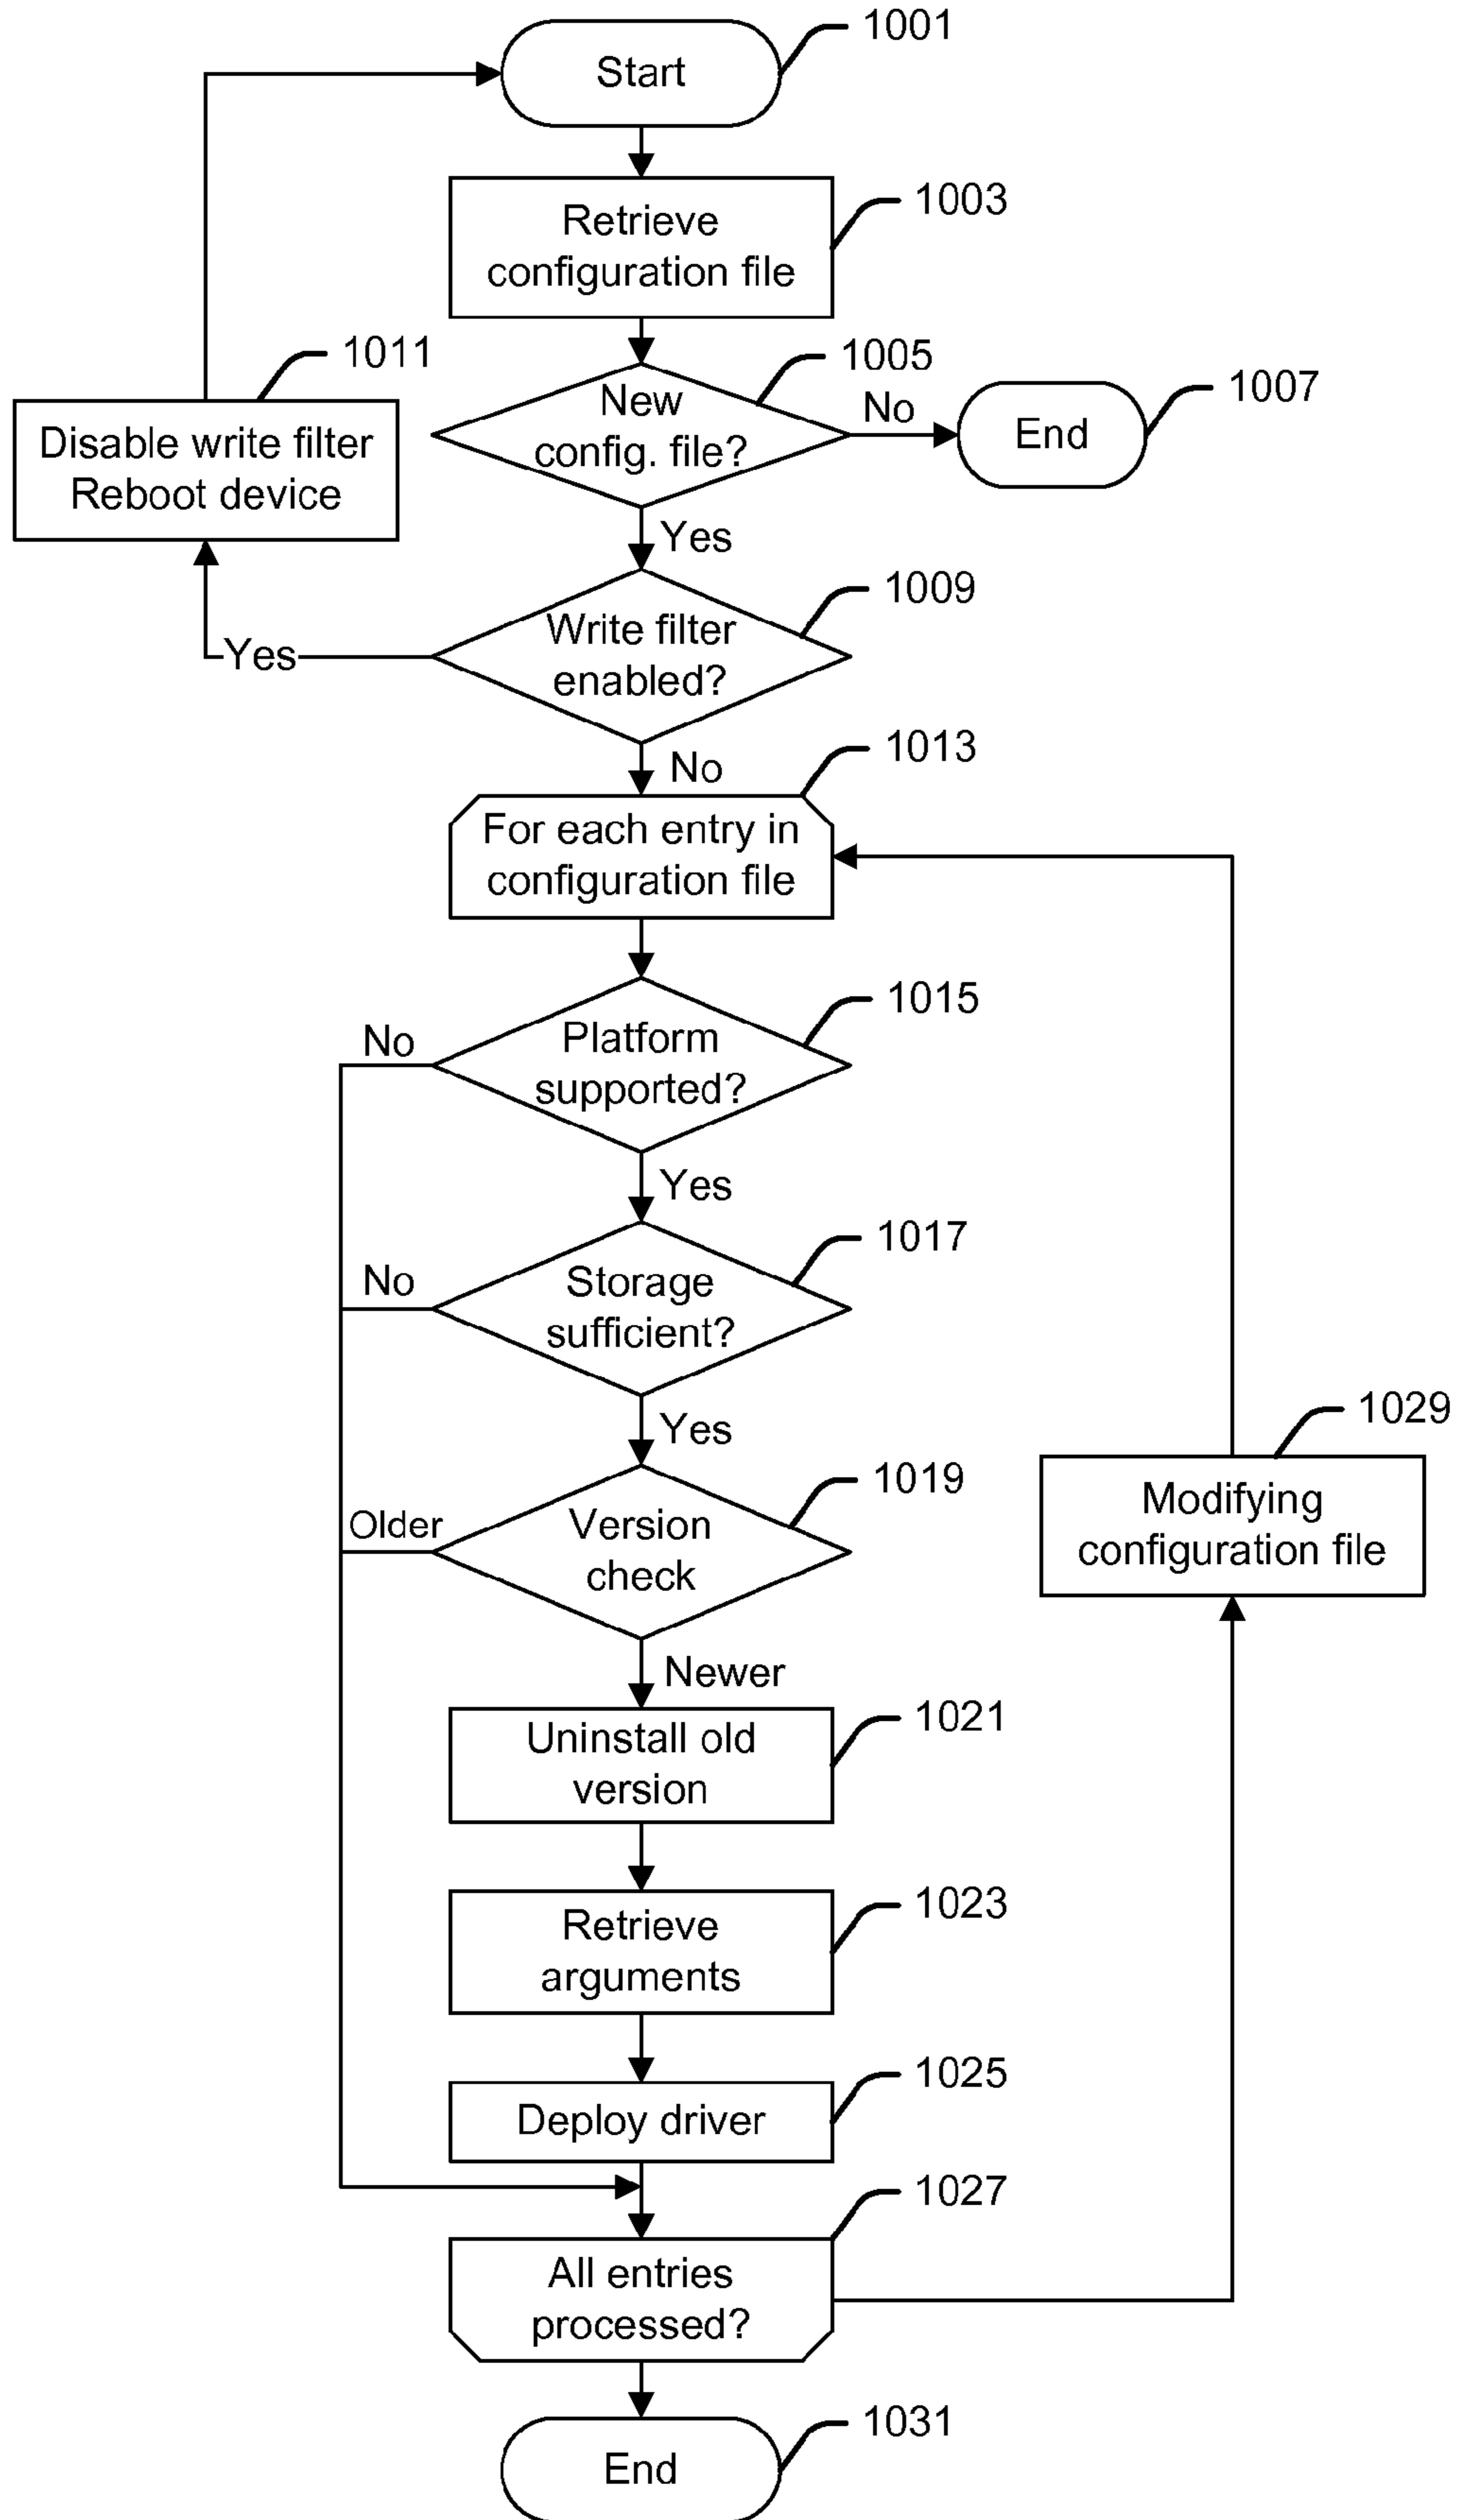 1001
Start
1003
Retrieve
configuration file
1011
1005
1007
New
config. file?
No
End
Disable write filter
Reboot device
Yes
1009
Write filter
enabled?
Yes
1013
No
For each entry in
configuration file
1015
No
Platform
supported?
Yes
1017
No
Storage
sufficient?
1029
Yes
1019
Modifying
configuration file
Older
Version
check
Newer
1021
Uninstall old
version
1023
Retrieve
arguments
1025
Deploy driver
1027
All entries
processed?
1031
End